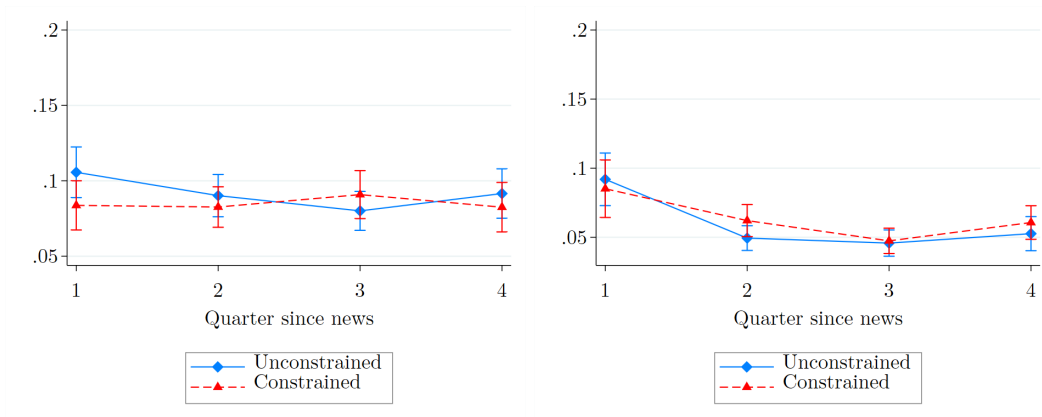 .2
.15
.1
.05
1 2 3 4
Quarter since news
Unconstrained
Constrained
.2
.15
.1
.05
1 2 3 4
Quarter since news
Unconstrained
Constrained